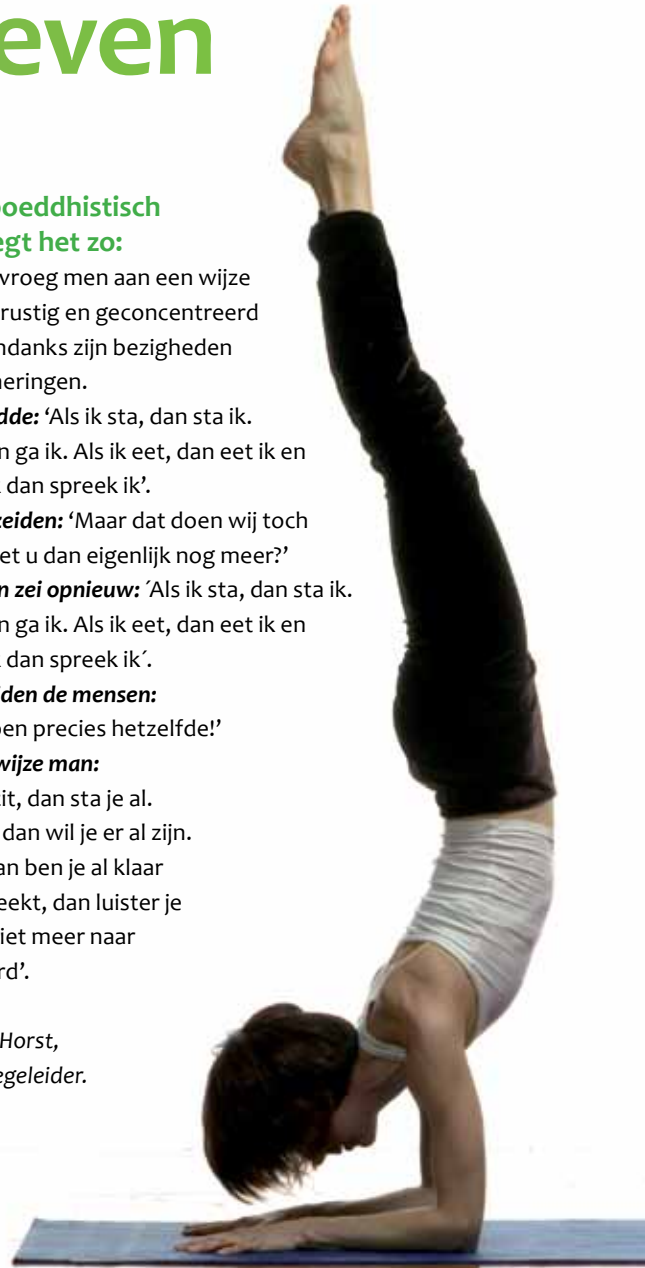 even
boeddhistisch
egt het zo:
vroeg men aan een wijze
rustig en geconcentreerd
ndanks zijn bezigheden
neringen.
dde: ‘Als ik sta, dan sta ik.
n ga ik. Als ik eet, dan eet ik en
dan spreek ik’.
zeiden: ‘Maar dat doen wij toch
et u dan eigenlijk nog meer?’
n zei opnieuw: ´Als ik sta, dan sta ik.
n ga ik. Als ik eet, dan eet ik en
dan spreek ik´.
iden de mensen:
en precies hetzelfde!’
wijze man:
it, dan sta je al.
dan wil je er al zijn.
an ben je al klaar
eekt, dan luister je
iet meer naar
rd’.
Horst,
egeleider.